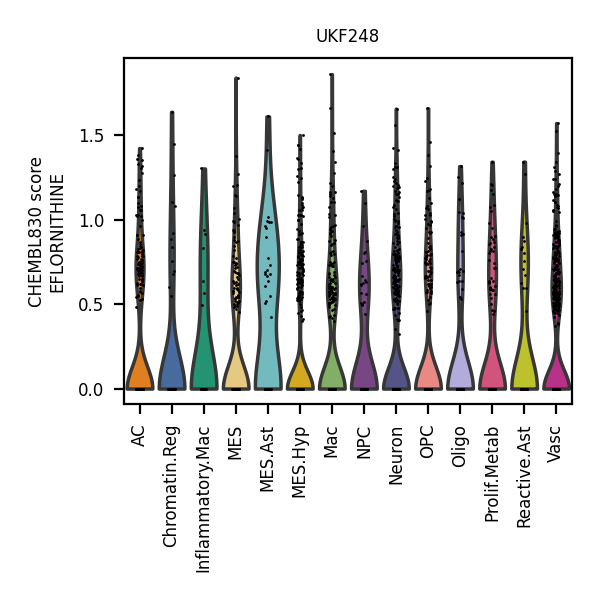 UKF248
CHEMBL830 score
EFLORNITHINE
1.5
1.0
0.5
0.0
AC
Chromatin.Reg
Inflammatory.Mac
MES
MES.Ast
MES.Hyp
Mac
NPC
Neuron
OPC
Oligo
Prolif.Metab
Reactive.Ast
Vasc